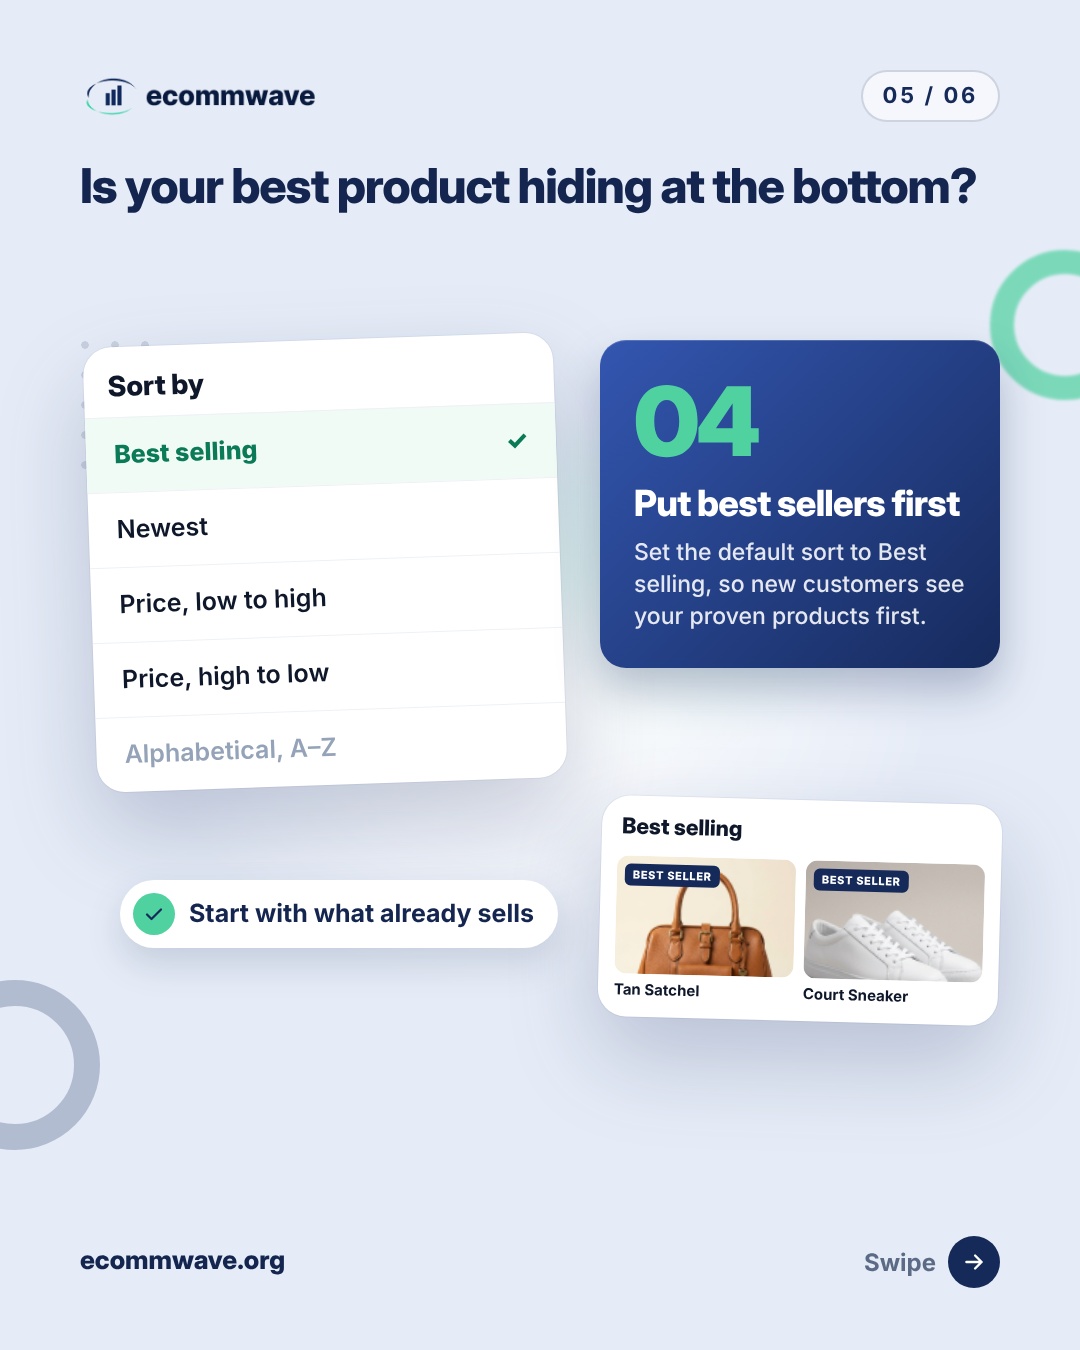 ecommwave
05 / 06
Is your best product hiding at the bottom?
Sort by
Best selling
Newest
Price, low to high
Price, high to low
Alphabetical, A–Z
04
Put best sellers first
Set the default sort to Best
selling, so new customers see
your proven products first.
Start with what already sells
Best selling
BEST SELLER
BEST SELLER
Tan Satchel
Court Sneaker
ecommwave.org
Swipe